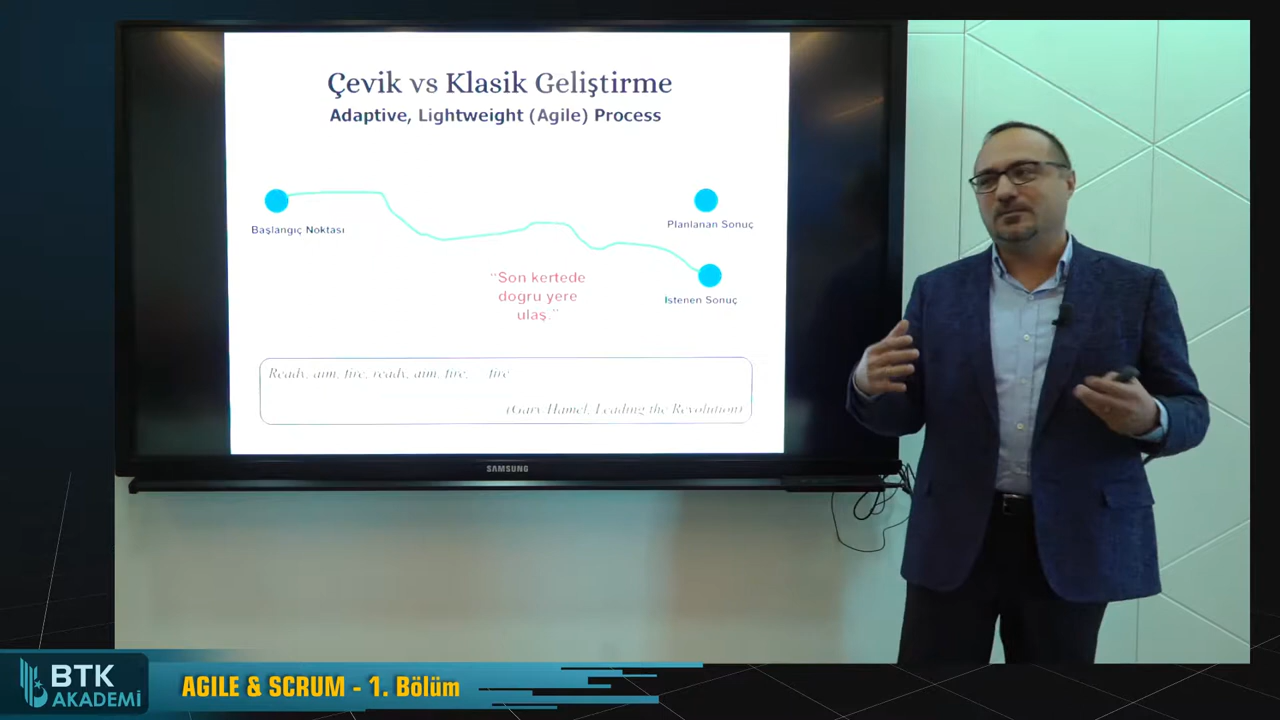 Çevik vs Klasik Geliştirme
Adaptive, Lightweight (Agile) Process
Başlangıç Noktası
Planlanan Sonuç
İstenen Sonuç
"Son kertede
dogru yere
ulaş."
Ready, aim, fire, ready, aim, fire, ... fire
(Gary Hamel, Leading the Revolution)
SAMSUNG
BTK
AKADEMİ
AGILE & SCRUM - 1. Bölüm